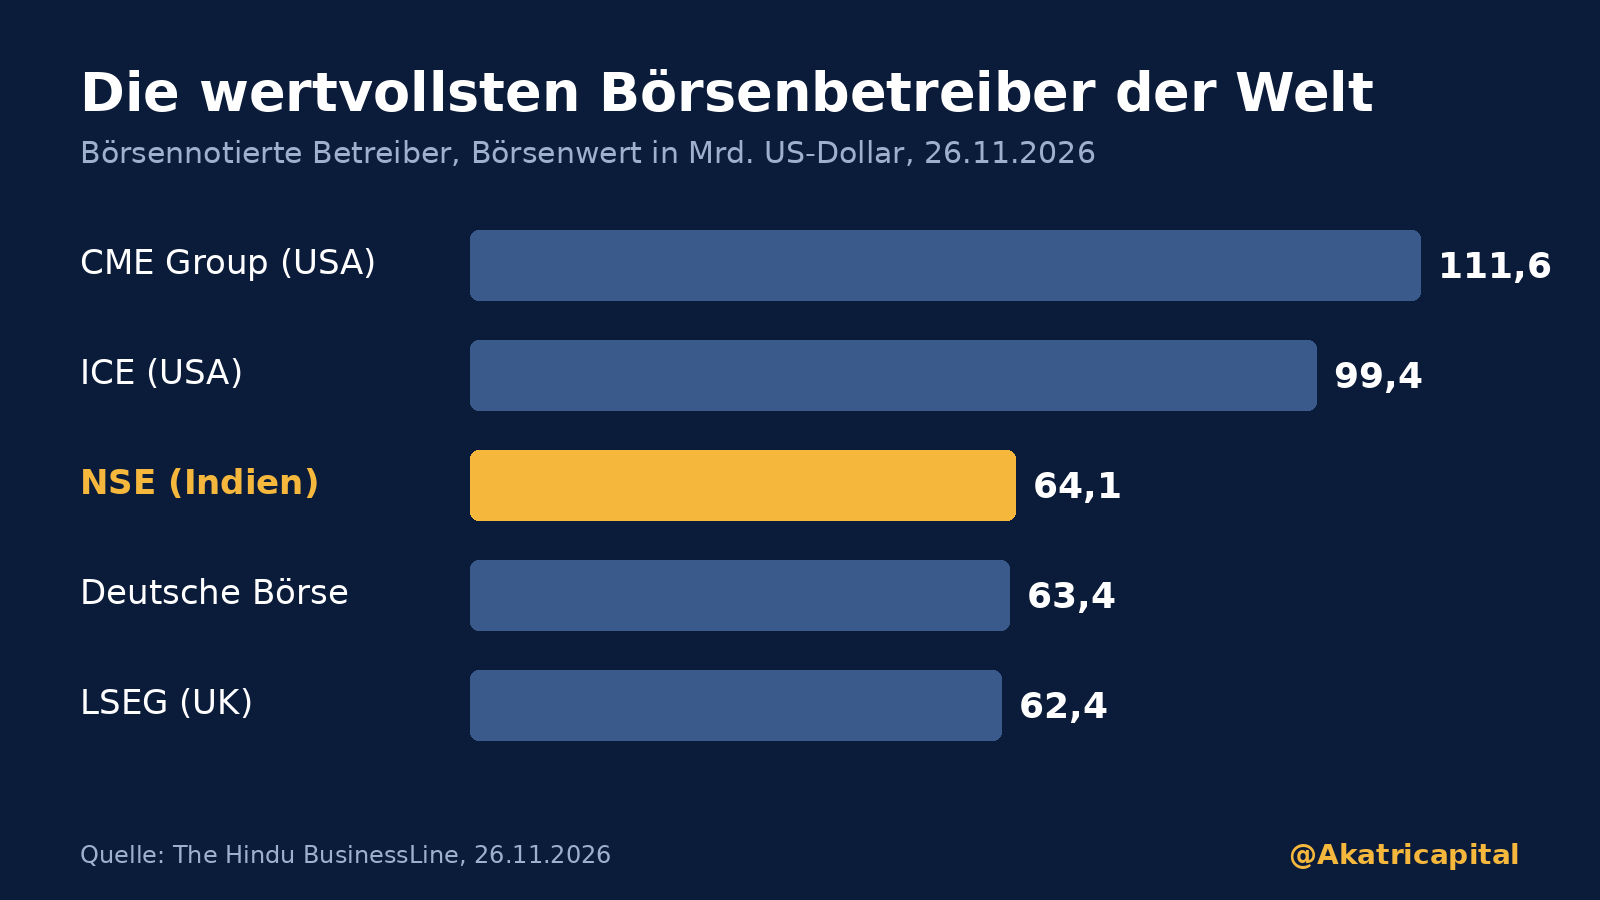 Die wertvollsten Börsenbetreiber der Welt
Börsennotierte Betreiber, Börsenwert in Mrd. US-Dollar, 26.11.2026
CME Group (USA) 111,6
ICE (USA) 99,4
NSE (Indien) 64,1
Deutsche Börse 63,4
LSEG (UK) 62,4
Quelle: The Hindu BusinessLine, 26.11.2026
@Akatricapital